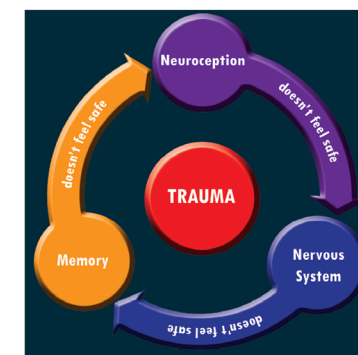 Neuroception
doesn't feel safe
TRAUMA
Nervous
System
doesn't feel safe
Memory
doesn't feel safe